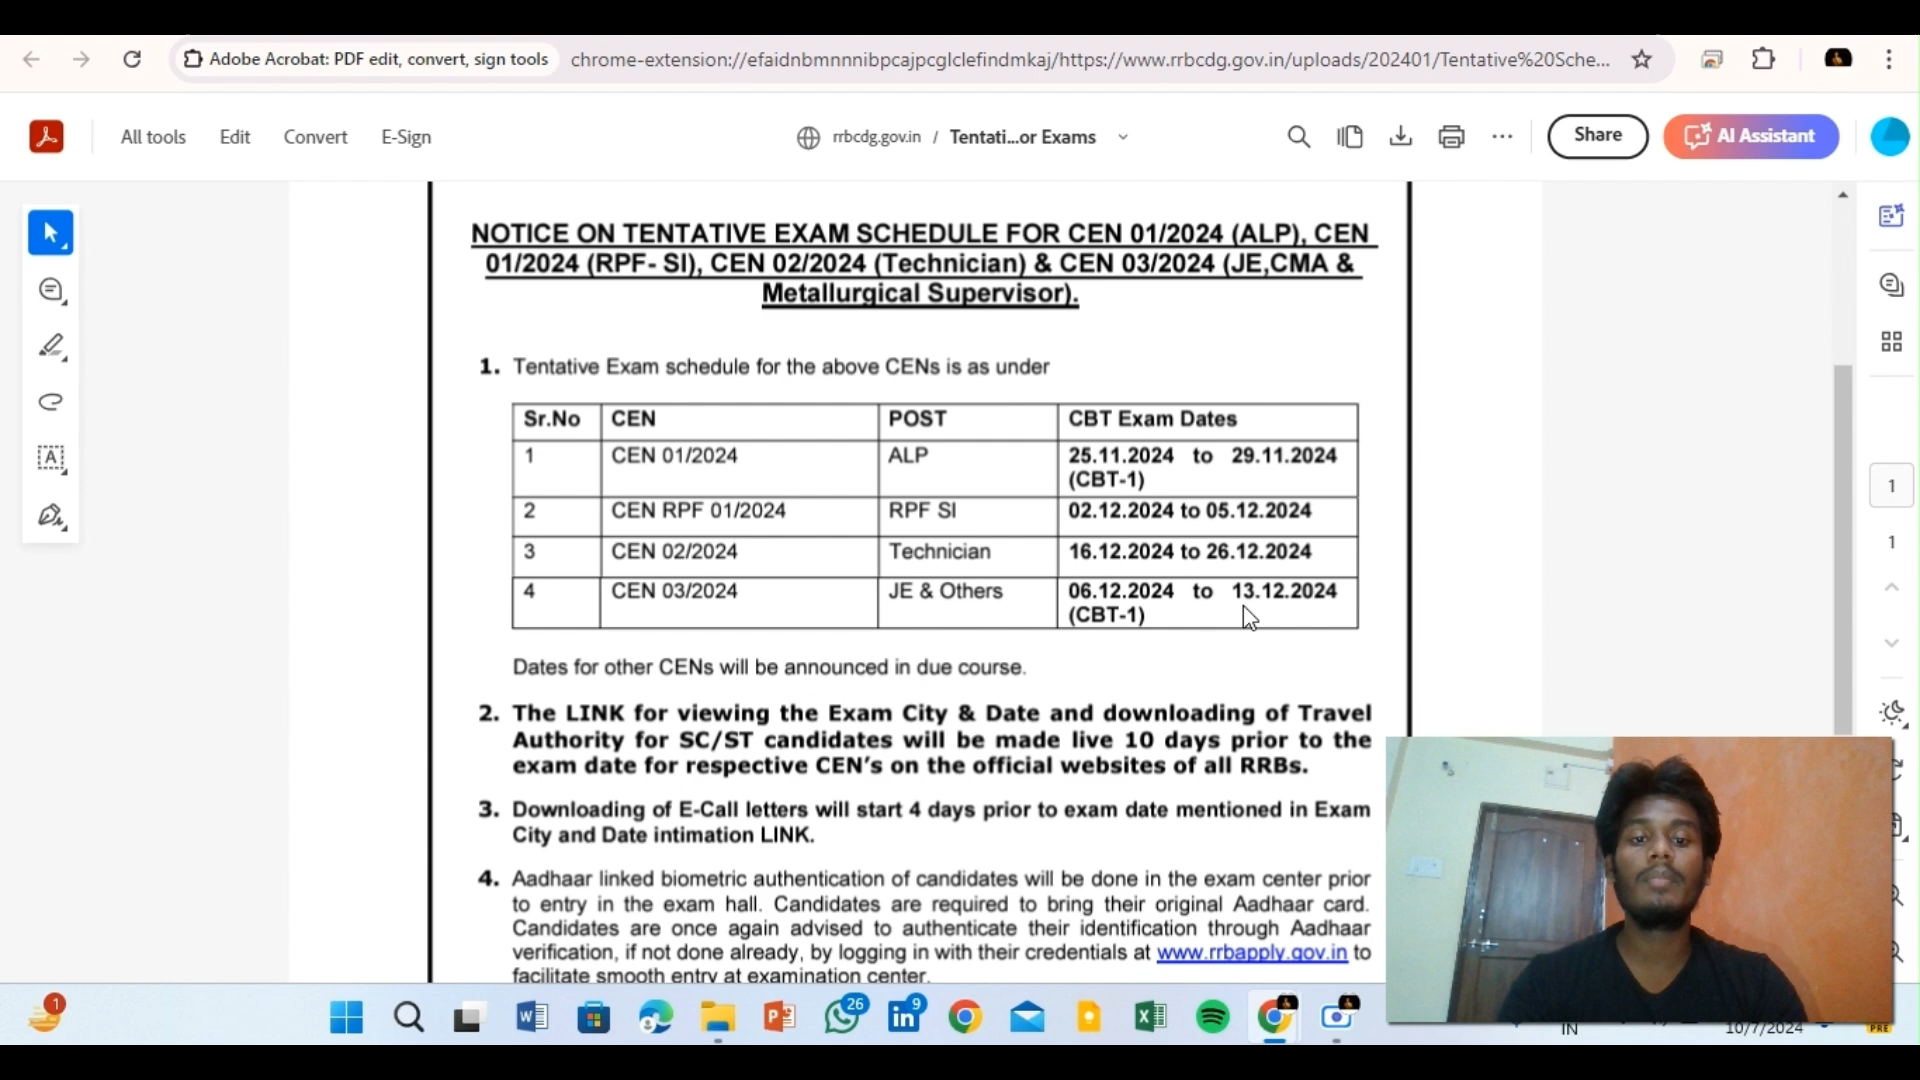 Adobe Acrobat: PDF edit, convert, sign tools
chrome-extension://efaidnbmnnnibpcajpcglclefindmkaj/https://www.rrbcdg.gov.in/uploads/202401/Tentative%20Sche...
All tools
Edit
Convert
E-Sign
rrbcdg.gov.in / Tentati...or Exams
Share
AI Assistant
NOTICE ON TENTATIVE EXAM SCHEDULE FOR CEN 01/2024 (ALP), CEN
01/2024 (RPF- SI), CEN 02/2024 (Technician) & CEN 03/2024 (JE,CMA &
Metallurgical Supervisor).
1. Tentative Exam schedule for the above CENs is as under
Sr.No CEN POST CBT Exam Dates
1 CEN 01/2024 ALP 25.11.2024 to 29.11.2024
(CBT-1)
2 CEN RPF 01/2024 RPF SI 02.12.2024 to 05.12.2024
3 CEN 02/2024 Technician 16.12.2024 to 26.12.2024
4 CEN 03/2024 JE & Others 06.12.2024 to 13.12.2024
(CBT-1)
Dates for other CENs will be announced in due course.
2. The LINK for viewing the Exam City & Date and downloading of Travel
Authority for SC/ST candidates will be made live 10 days prior to the
exam date for respective CEN's on the official websites of all RRBs.
3. Downloading of E-Call letters will start 4 days prior to exam date mentioned in Exam
City and Date intimation LINK.
4. Aadhaar linked biometric authentication of candidates will be done in the exam center prior
to entry in the exam hall. Candidates are required to bring their original Aadhaar card.
Candidates are once again advised to authenticate their identification through Aadhaar
verification, if not done already, by logging in with their credentials at www.rrbapply.gov.in to
facilitate smooth entry at examination center.
1
1
1
26
9
IN
10/7/2024
PRE